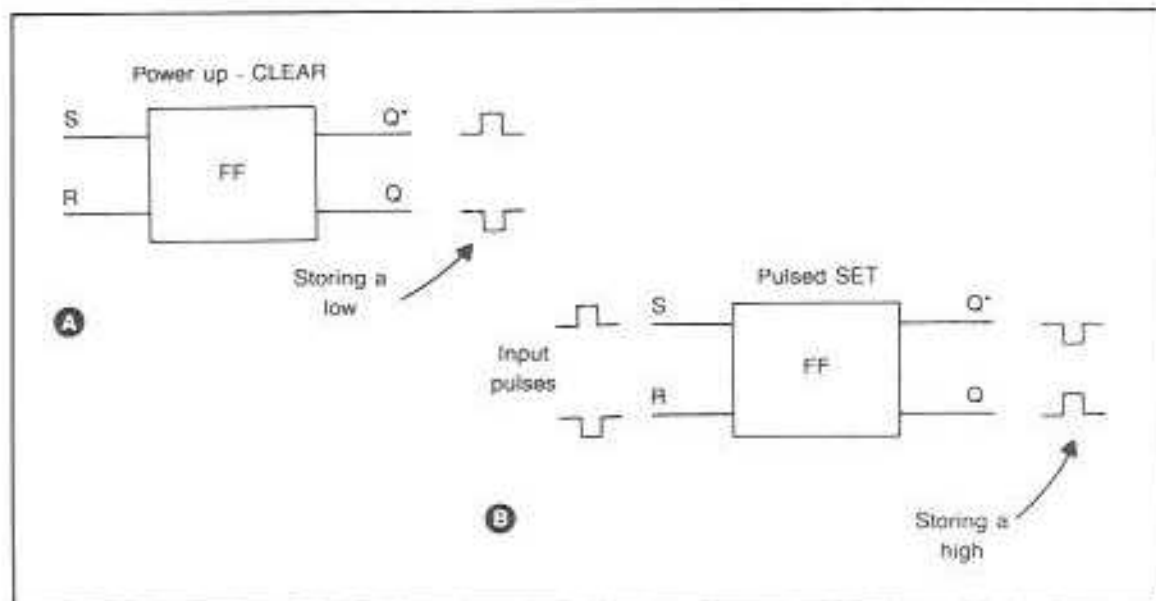 Power up - CLEAR
S
Q*
FF
R
Q
Storing a
low
A
Pulsed SET
S
Q*
Input
pulses
FF
R
Q
B
Storing a
high